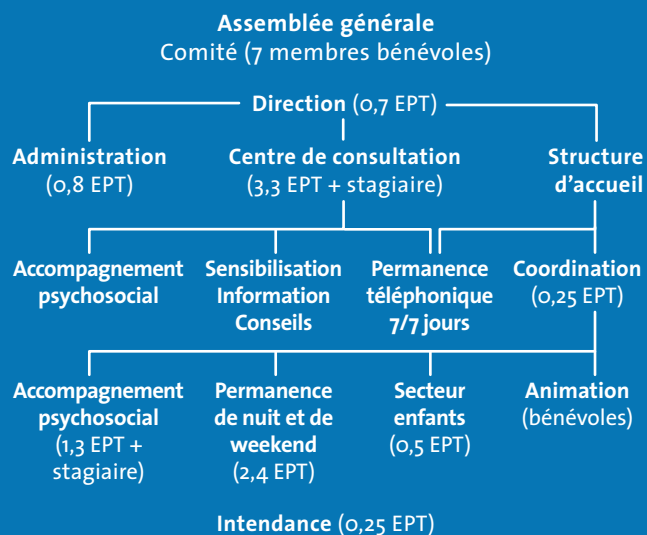 Assemblée générale
Comité (7 membres bénévoles)
Direction (0,7 EPT)
Administration
(0,8 EPT)
Centre de consultation
(3,3 EPT + stagiaire)
Structure
d'accueil
Accompagnement
psychosocial
Sensibilisation
Information
Conseils
Permanence
téléphonique
7/7 jours
Coordination
(0,25 EPT)
Accompagnement
psychosocial
(1,3 EPT +
stagiaire)
Permanence
de nuit et de
weekend
(2,4 EPT)
Secteur
enfants
(0,5 EPT)
Animation
(bénévoles)
Intendance (0,25 EPT)